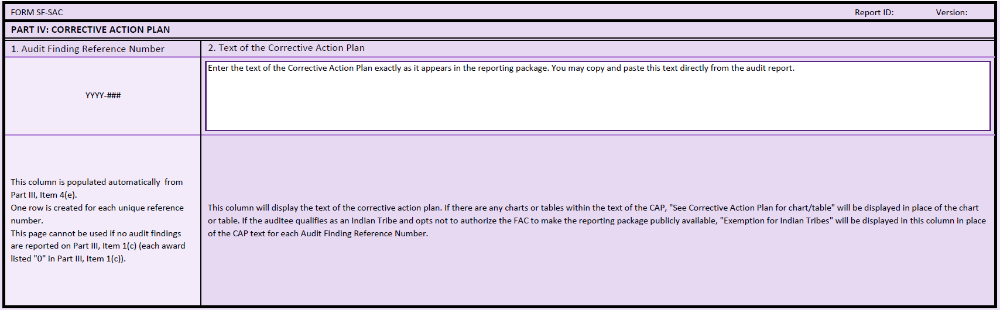 FORM SF-SAC Report ID: Version:
PART IV: CORRECTIVE ACTION PLAN
1. Audit Finding Reference Number
2. Text of the Corrective Action Plan
YYYY-###
Enter the text of the Corrective Action Plan exactly as it appears in the reporting package. You may copy and paste this text directly from the audit report.
This column is populated automatically  from
Part III, Item 4(e).
One row is created for each unique reference
number.
This page cannot be used if no audit findings
are reported on Part III, Item 1(c) (each award
listed "0" in Part III, Item 1(c)).
This column will display the text of the corrective action plan. If there are any charts or tables within the text of the CAP, "See Corrective Action Plan for chart/table" will be displayed in place of the chart
or table. If the auditee qualifies as an Indian Tribe and opts not to authorize the FAC to make the reporting package publicly available, "Exemption for Indian Tribes" will be displayed in this column in place
of the CAP text for each Audit Finding Reference Number.